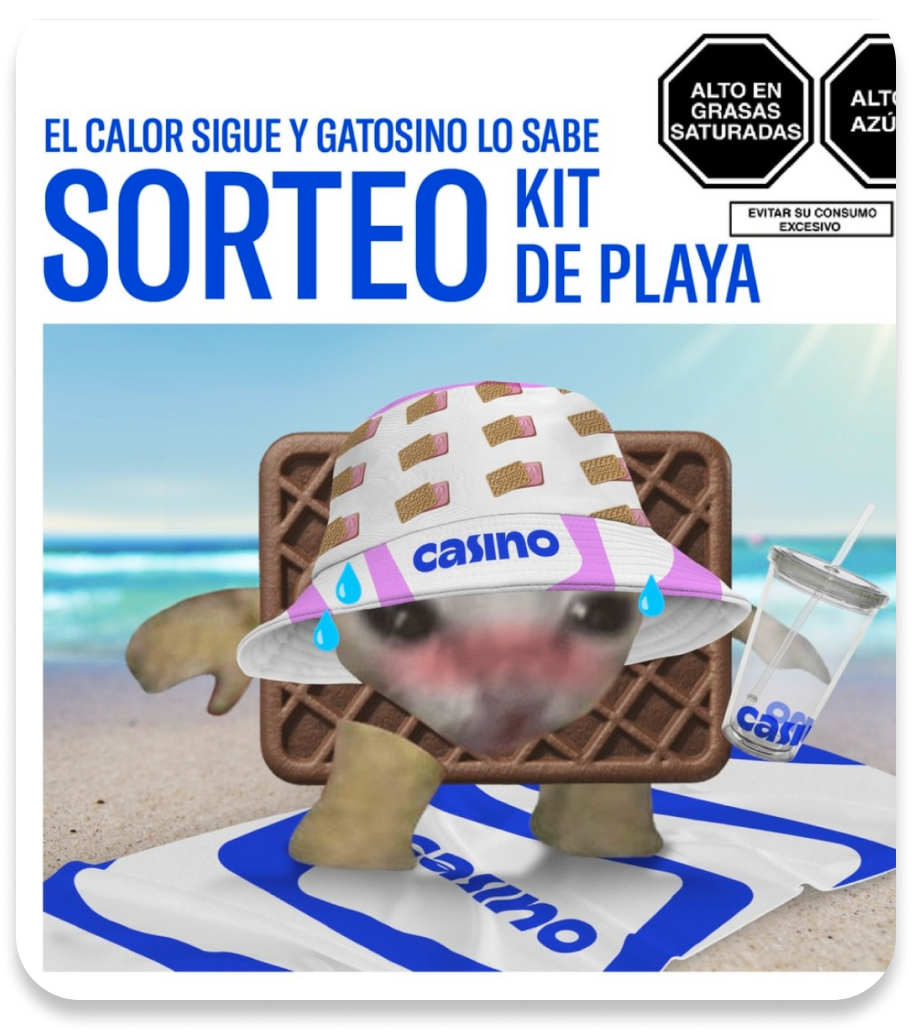 EL CALOR SIGUE Y GATOSINO LO SABE
SORTEO
KIT
DE PLAYA
ALTO EN
GRASAS
SATURADAS
EVITAR SU CONSUMO
EXCESIVO
casino
casino